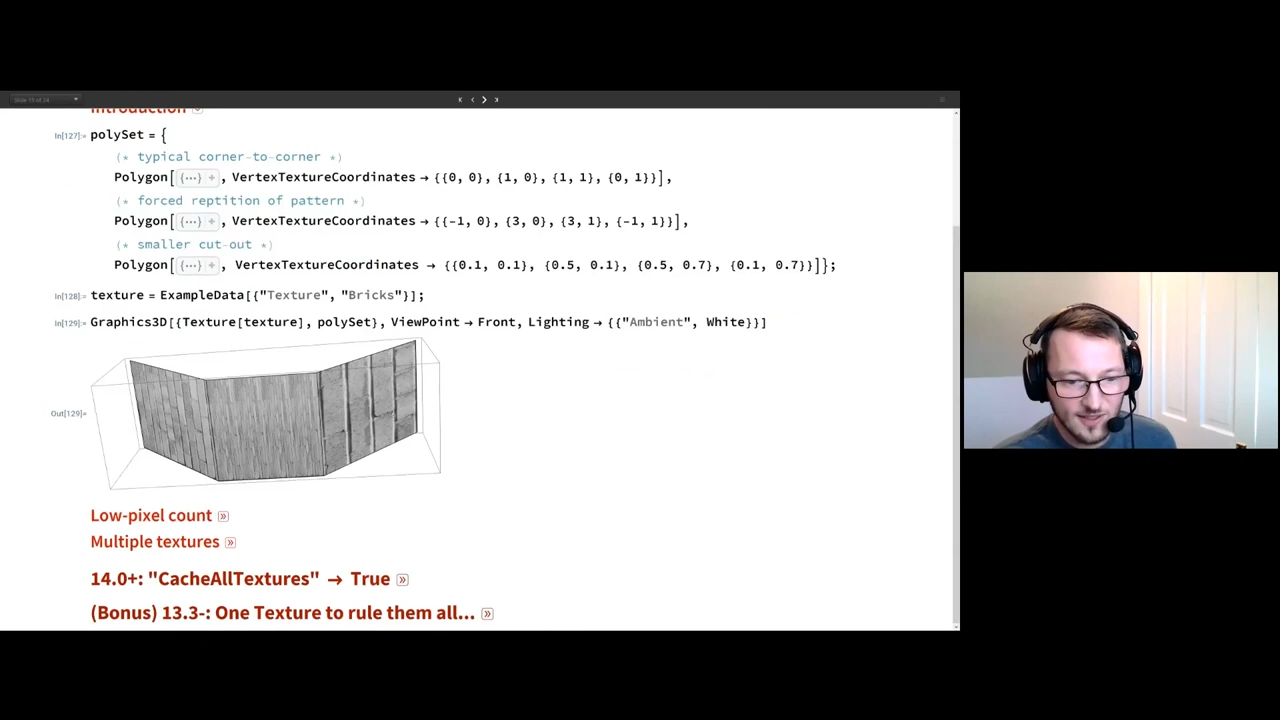 Slide 19 of 24
Introduction
In[127]:= polySet = {
(* typical corner-to-corner *)
Polygon[{⋯} +, VertexTextureCoordinates → {{0, 0}, {1, 0}, {1, 1}, {0, 1}}],
(* forced reptition of pattern *)
Polygon[{⋯} +, VertexTextureCoordinates → {{-1, 0}, {3, 0}, {3, 1}, {-1, 1}}],
(* smaller cut-out *)
Polygon[{⋯} +, VertexTextureCoordinates → {{0.1, 0.1}, {0.5, 0.1}, {0.5, 0.7}, {0.1, 0.7}}]};
In[128]:= texture = ExampleData[{"Texture", "Bricks"}];
In[129]:= Graphics3D[{Texture[texture], polySet}, ViewPoint → Front, Lighting → {{"Ambient", White}}]
Out[129]=
Low-pixel count
Multiple textures
14.0+: "CacheAllTextures" → True
(Bonus) 13.3-: One Texture to rule them all...